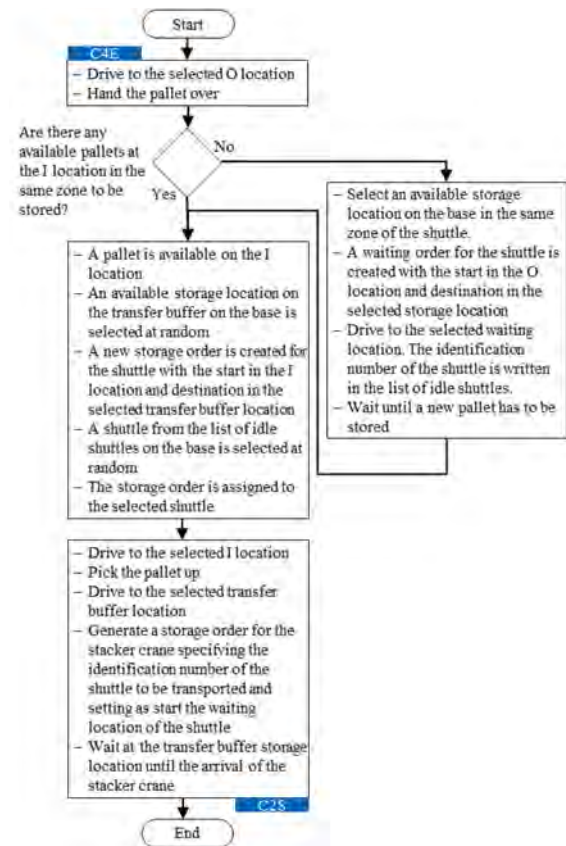 Start
C4E
– Drive to the selected O location
– Hand the pallet over
Are there any
available pallets at
the I location in the
same zone to be
stored?
No
Yes
– Select an available storage
location on the base in the same
zone of the shuttle.
– A waiting order for the shuttle is
created with the start in the O
location and destination in the
selected storage location
– Drive to the selected waiting
location. The identification
number of the shuttle is written
in the list of idle shuttles.
– Wait until a new pallet has to be
stored
– A pallet is available on the I
location
– An available storage location on
the transfer buffer on the base is
selected at random
– A new storage order is created for
the shuttle with the start in the I
location and destination in the
selected transfer buffer location
– A shuttle from the list of idle
shuttles on the base is selected at
random
– The storage order is assigned to
the selected shuttle
– Drive to the selected I location
– Pick the pallet up
– Drive to the selected transfer
buffer location
– Generate a storage order for the
stacker crane specifying the
identification number of the
shuttle to be transported and
setting as start the waiting
location of the shuttle
– Wait at the transfer buffer storage
location until the arrival of the
stacker crane
C2S
End